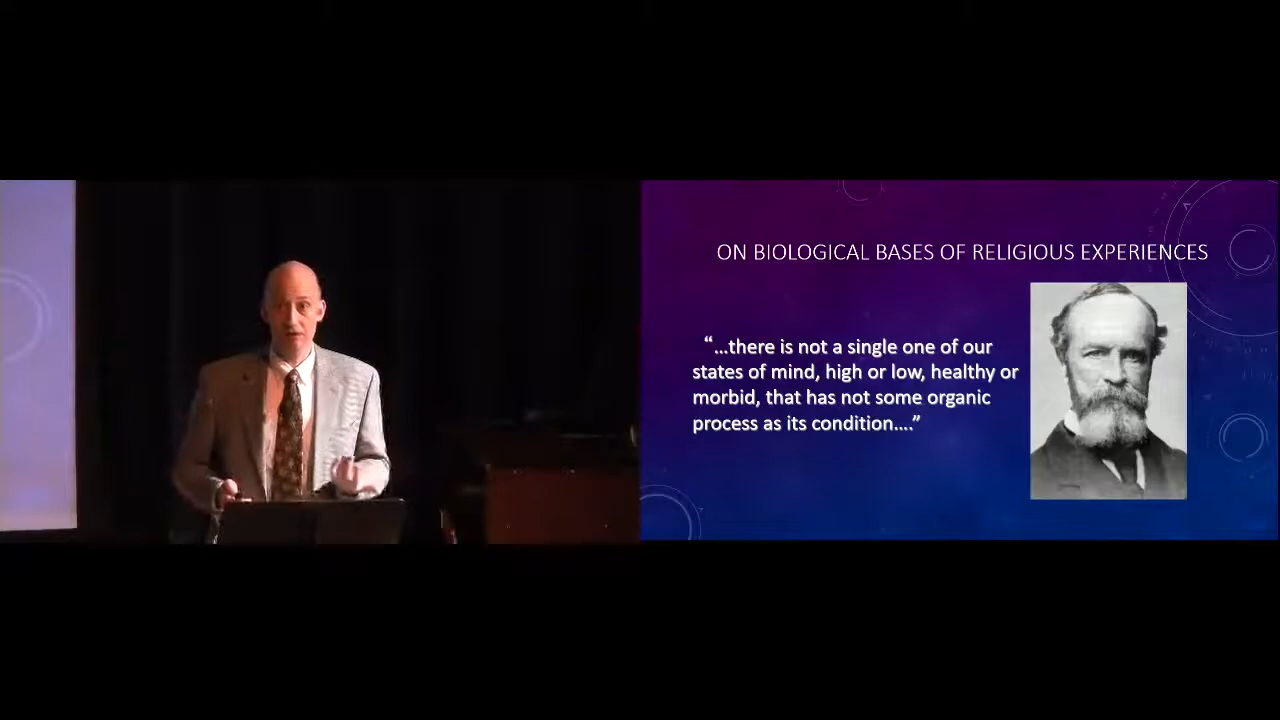 ON BIOLOGICAL BASES OF RELIGIOUS EXPERIENCES
“…there is not a single one of our
states of mind, high or low, healthy or
morbid, that has not some organic
process as its condition….”